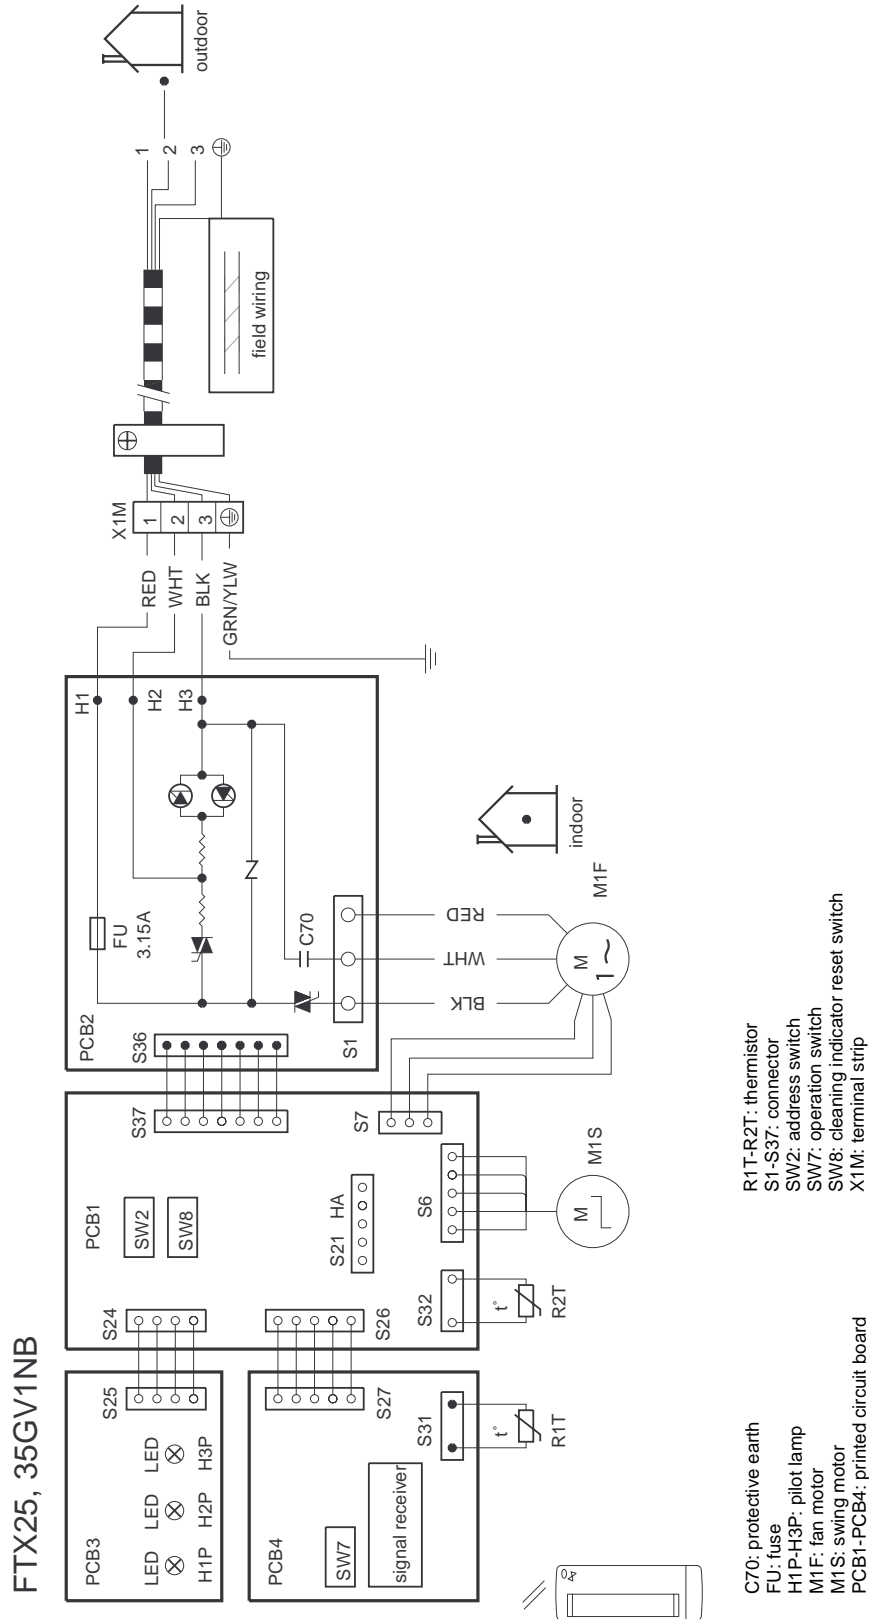 FTX25, 35GV1NB
PCB3
LED
LED
LED
H1P
H2P
H3P
S25
S24
PCB1
SW2
SW8
S37
S36
PCB2
H1
H2
H3
FU
3.15A
C70
S1
RED
WHT
BLK
GRN/YLW
X1M
1
2
3
field wiring
1
2
3
outdoor
PCB4
SW7
signal receiver
S27
S26
S31
S32
S21
HA
S6
S7
t°
R1T
t°
R2T
M
M1S
BLK
WHT
RED
M
1~
M1F
indoor
C70: protective earth
FU: fuse
H1P-H3P: pilot lamp
M1F: fan motor
M1S: swing motor
PCB1-PCB4: printed circuit board
R1T-R2T: thermistor
S1-S37: connector
SW2: address switch
SW7: operation switch
SW8: cleaning indicator reset switch
X1M: terminal strip